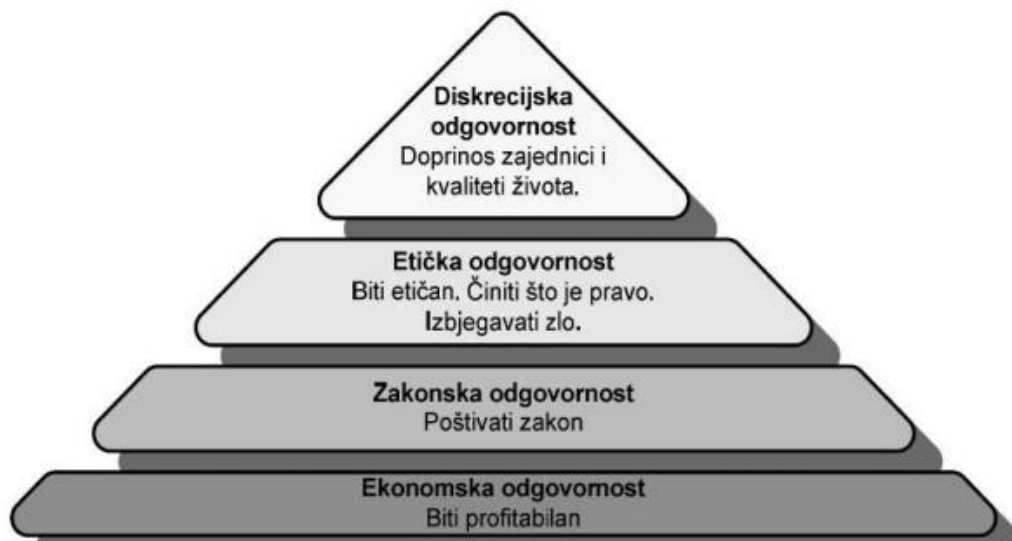 Diskrecijska
odgovornost
Doprinos zajednici i
kvaliteti života.
Etička odgovornost
Biti etičan. Činiti što je pravo.
Izbjegavati zlo.
Zakonska odgovornost
Poštivati zakon
Ekonomska odgovornost
Biti profitabilan